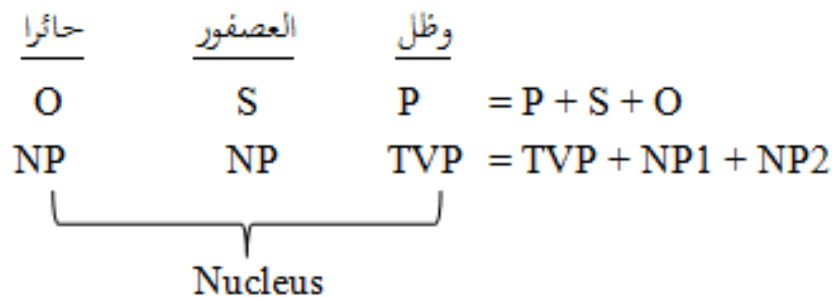 وظل العصفور حائرا
O S P = P + S + O
NP NP TVP = TVP + NP1 + NP2
Nucleus